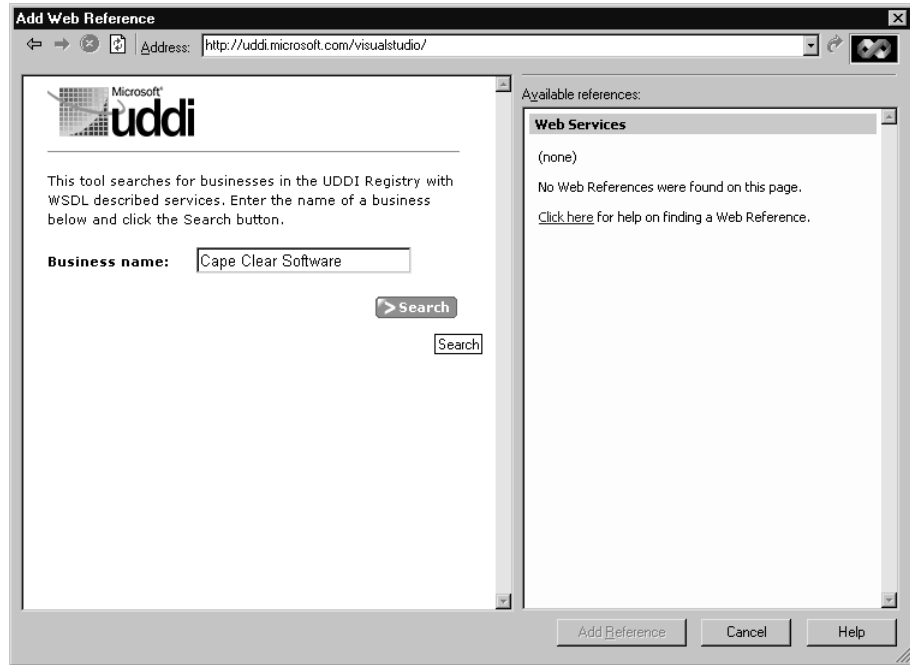 Add Web Reference
Address: http://uddi.microsoft.com/visualstudio/
Microsoft
uddi
This tool searches for businesses in the UDDI Registry with
WSDL described services. Enter the name of a business
below and click the Search button.
Business name: Cape Clear Software
Search
Search
Available references:
Web Services
(none)
No Web References were found on this page.
Click here for help on finding a Web Reference.
Add Reference Cancel Help